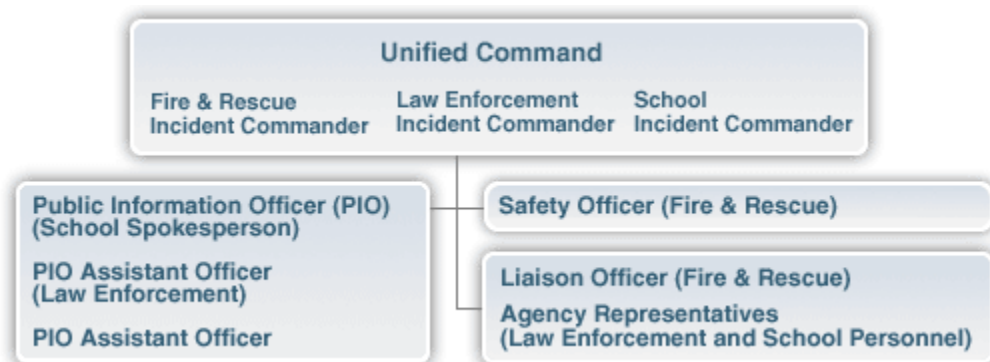 Unified Command
Fire & Rescue
Incident Commander
Law Enforcement
Incident Commander
School
Incident Commander
Public Information Officer (PIO)
(School Spokesperson)
PIO Assistant Officer
(Law Enforcement)
PIO Assistant Officer
Safety Officer (Fire & Rescue)
Liaison Officer (Fire & Rescue)
Agency Representatives
(Law Enforcement and School Personnel)